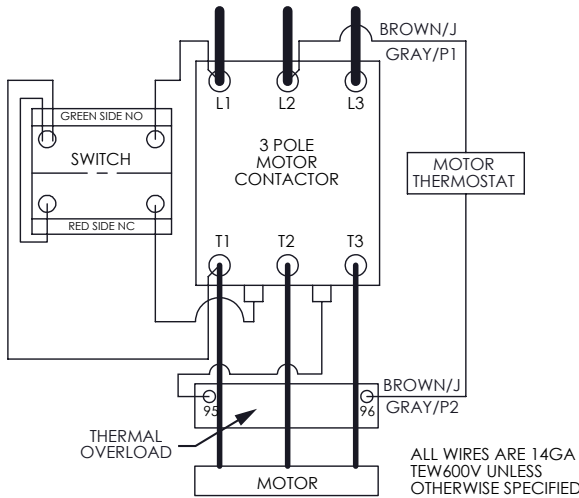 BROWN/J
GRAY/P1
L1 L2 L3
GREEN SIDE NO
SWITCH
RED SIDE NC
3 POLE
MOTOR
CONTACTOR
MOTOR
THERMOSTAT
T1 T2 T3
BROWN/J
GRAY/P2
95 96
THERMAL
OVERLOAD
MOTOR
ALL WIRES ARE 14GA
TEW600V UNLESS
OTHERWISE SPECIFIED